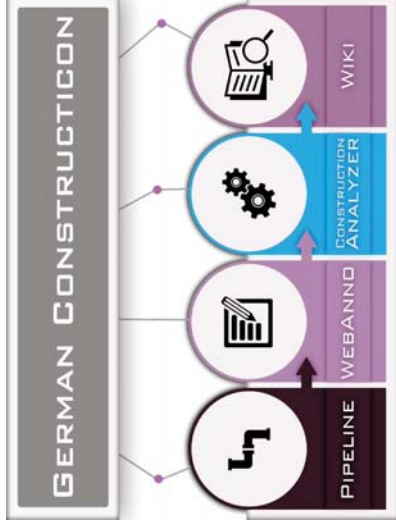 German Constructicon
Pipeline
WebAnno
Construction
Analyzer
Wiki